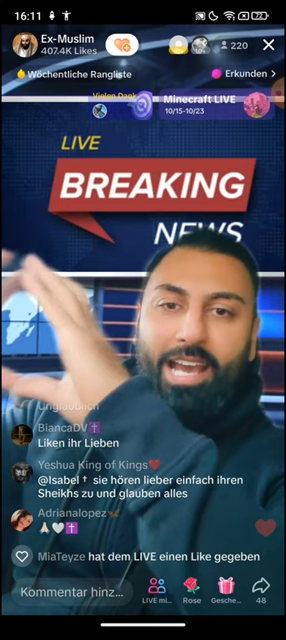 16:11
72
Ex-Muslim
407.4K Likes
220
Wöchentliche Rangliste
Erkunden >
Vielen Dank
Minecraft LIVE
10/15-10/23
LIVE
BREAKING
NEWS
Unglaublich
BiancaDV
Liken ihr Lieben
Yeshua King of Kings
@Isabel † sie hören lieber einfach ihren
Sheikhs zu und glauben alles
Adrianalopez
MiaTeyze hat dem LIVE einen Like gegeben
Kommentar hinz...
LIVE mi...
Rose
Gesche...
48